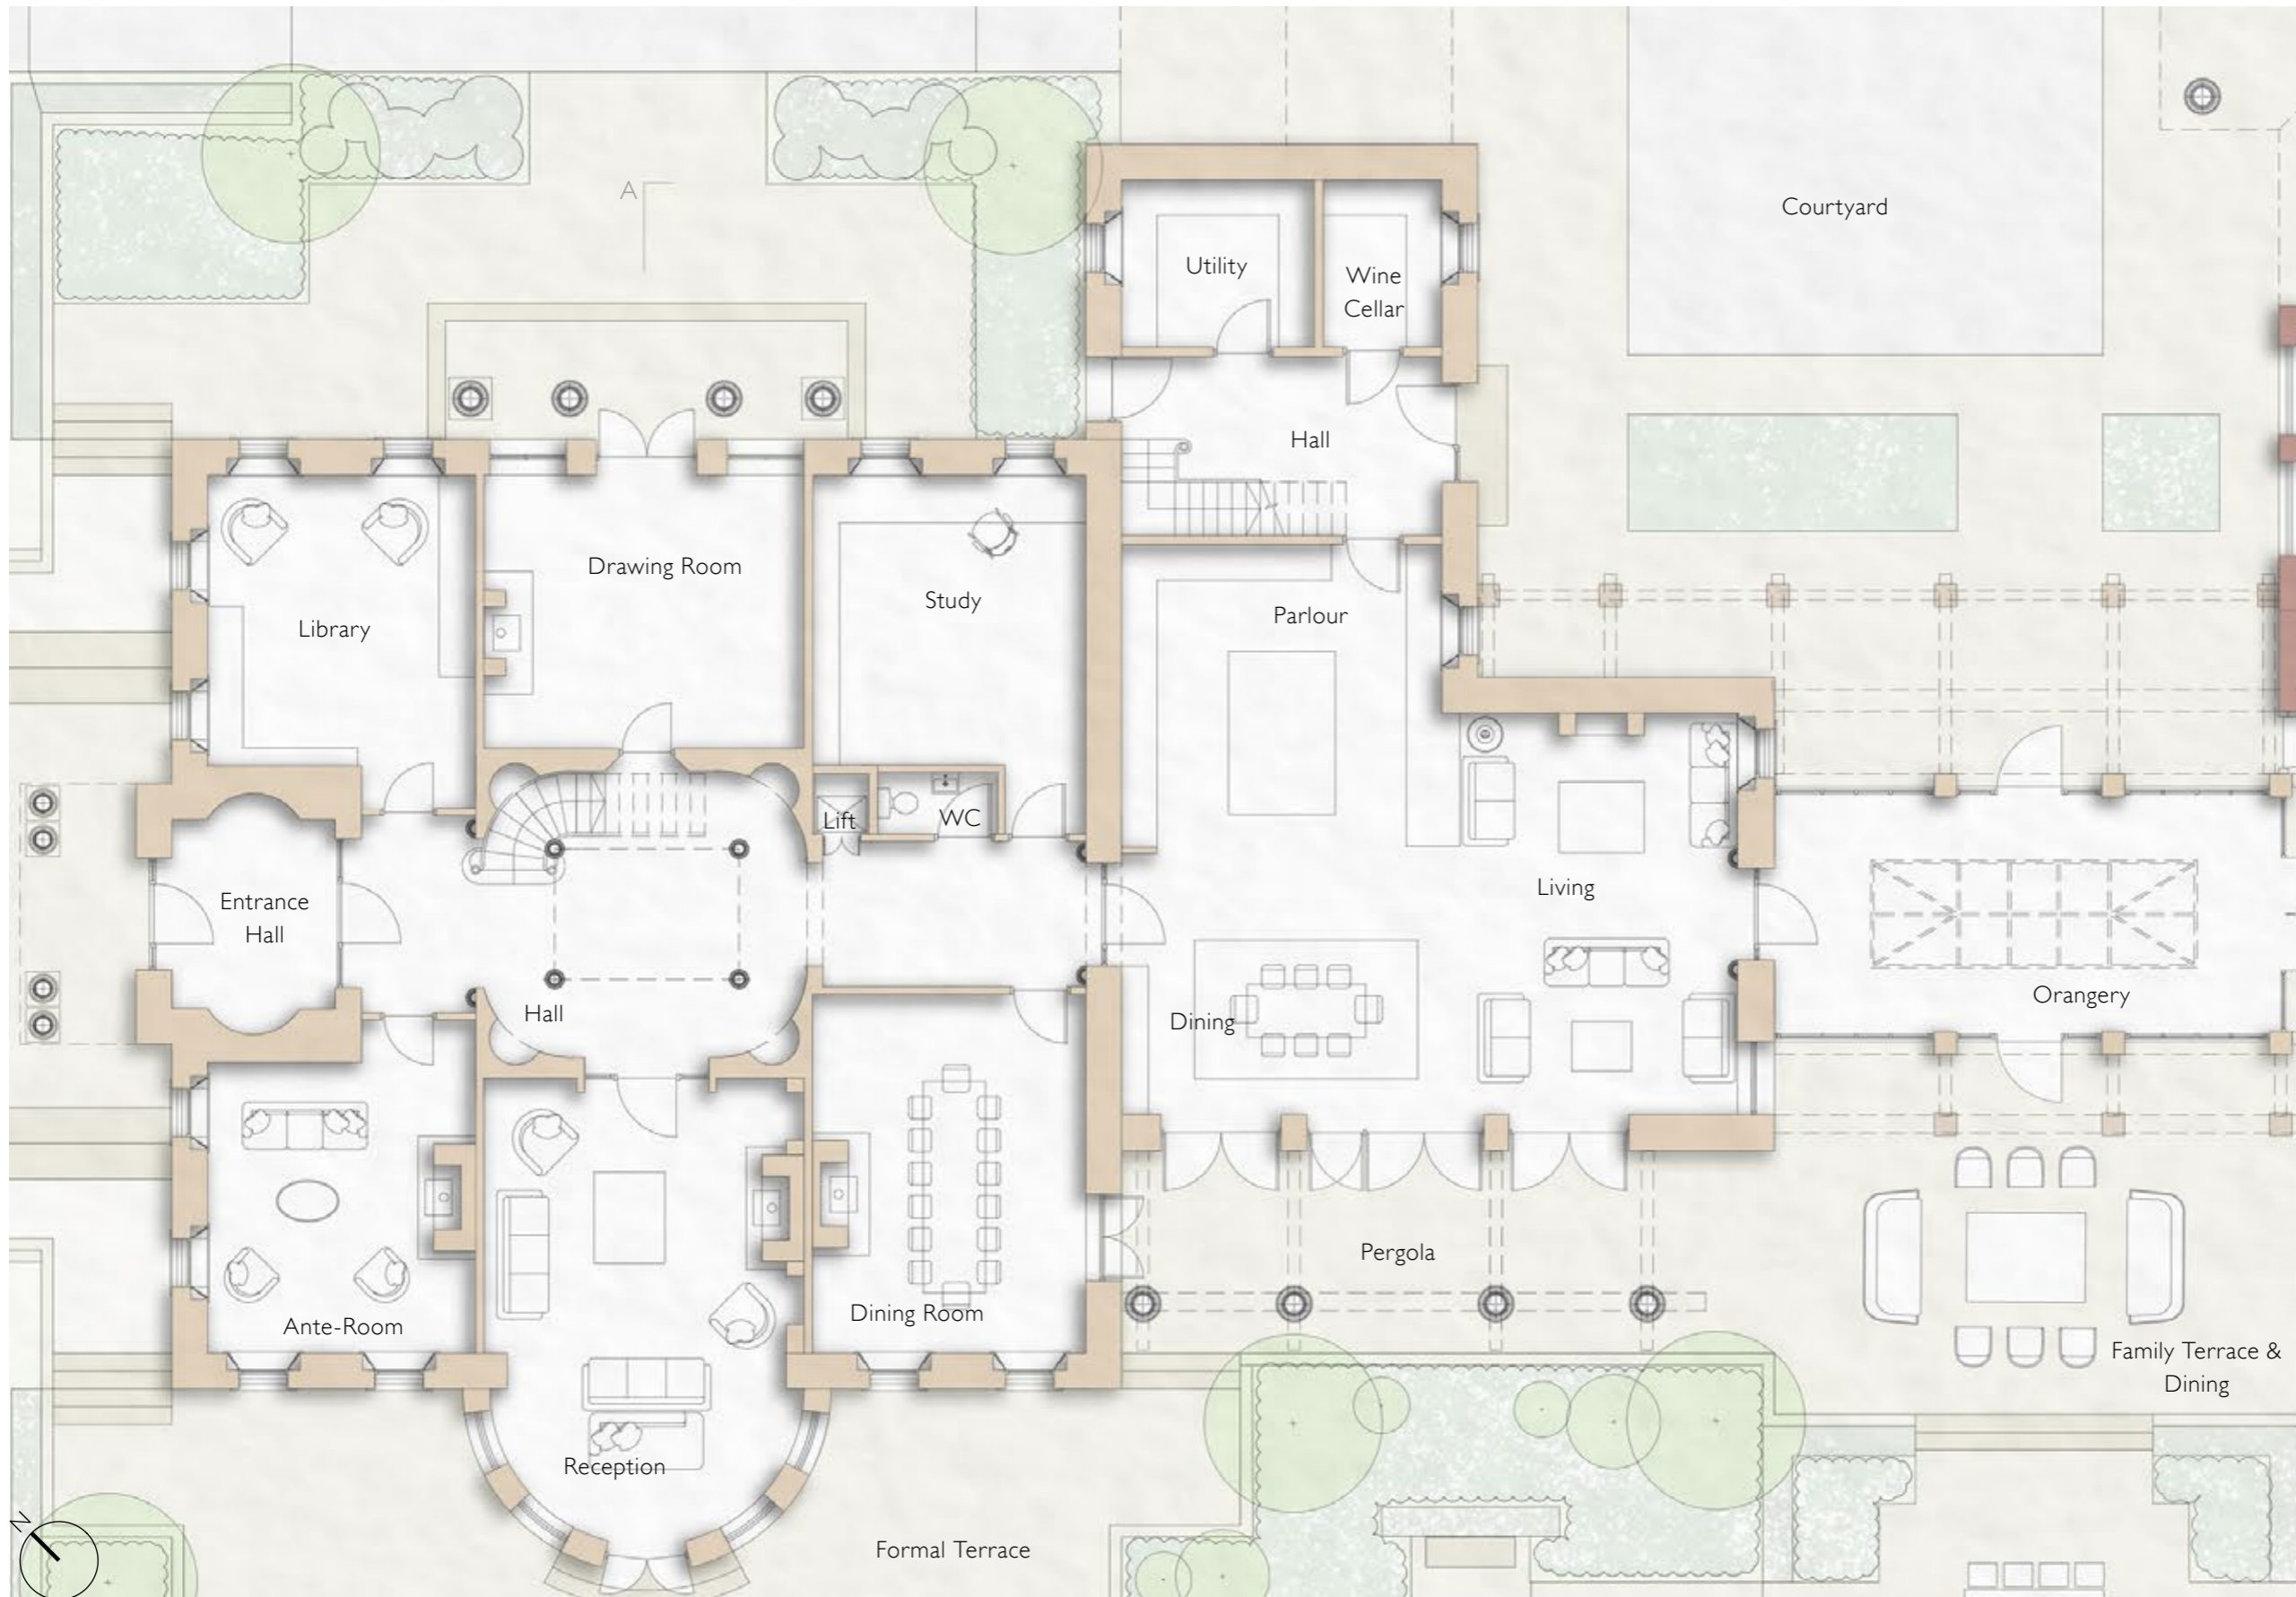 A
Courtyard
Utility
Wine
Cellar
Hall
Drawing Room
Study
Parlour
Library
Lift
WC
Living
Entrance
Hall
Orangery
Hall
Dining
Pergola
Dining Room
Ante-Room
Family Terrace &
Dining
Reception
N
Formal Terrace